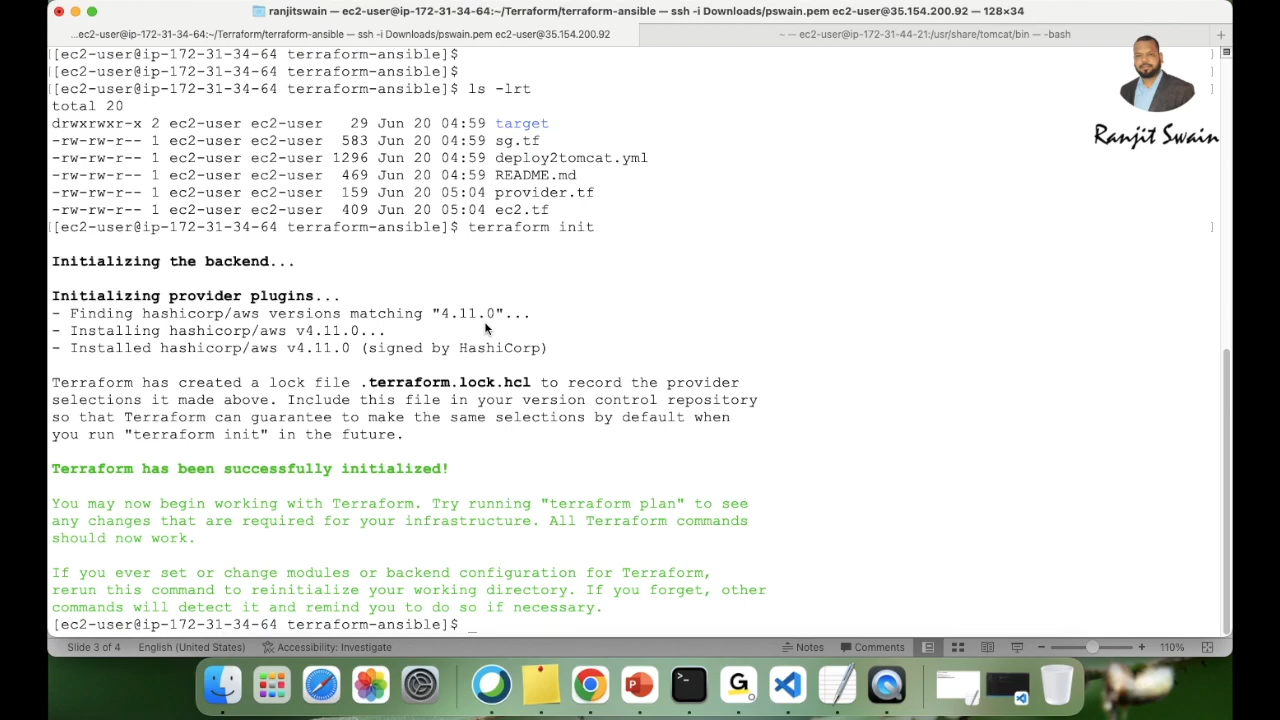 ranjitswain — ec2-user@ip-172-31-34-64:~/Terraform/terraform-ansible — ssh -i Downloads/pswain.pem ec2-user@35.154.200.92 — 128×34
...ec2-user@ip-172-31-34-64:~/Terraform/terraform-ansible — ssh -i Downloads/pswain.pem ec2-user@35.154.200.92
~ — ec2-user@ip-172-31-44-21:/usr/share/tomcat/bin — -bash
[[ec2-user@ip-172-31-34-64 terraform-ansible]$ ]
[[ec2-user@ip-172-31-34-64 terraform-ansible]$ ]
[[ec2-user@ip-172-31-34-64 terraform-ansible]$ ls -lrt ]
total 20
drwxrwxr-x 2 ec2-user ec2-user   29 Jun 20 04:59 target
-rw-rw-r-- 1 ec2-user ec2-user  583 Jun 20 04:59 sg.tf
-rw-rw-r-- 1 ec2-user ec2-user 1296 Jun 20 04:59 deploy2tomcat.yml
-rw-rw-r-- 1 ec2-user ec2-user  469 Jun 20 04:59 README.md
-rw-rw-r-- 1 ec2-user ec2-user  159 Jun 20 05:04 provider.tf
-rw-rw-r-- 1 ec2-user ec2-user  409 Jun 20 05:04 ec2.tf
[[ec2-user@ip-172-31-34-64 terraform-ansible]$ terraform init ]
Initializing the backend...
Initializing provider plugins...
- Finding hashicorp/aws versions matching "4.11.0"...
- Installing hashicorp/aws v4.11.0...
- Installed hashicorp/aws v4.11.0 (signed by HashiCorp)
Terraform has created a lock file .terraform.lock.hcl to record the provider
selections it made above. Include this file in your version control repository
so that Terraform can guarantee to make the same selections by default when
you run "terraform init" in the future.
Terraform has been successfully initialized!
You may now begin working with Terraform. Try running "terraform plan" to see
any changes that are required for your infrastructure. All Terraform commands
should now work.
If you ever set or change modules or backend configuration for Terraform,
rerun this command to reinitialize your working directory. If you forget, other
commands will detect it and remind you to do so if necessary.
[ec2-user@ip-172-31-34-64 terraform-ansible]$ _
Ranjit Swain
Slide 3 of 4
English (United States)
Accessibility: Investigate
Notes
Comments
110%